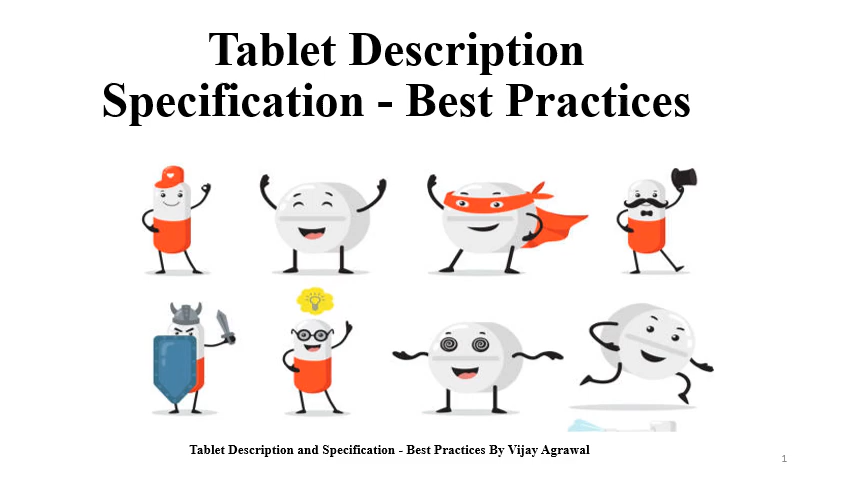 Tablet Description
Specification - Best Practices
Tablet Description and Specification - Best Practices By Vijay Agrawal
1